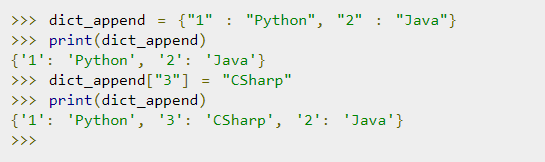 >>> dict_append = {"1" : "Python", "2" : "Java"}
>>> print(dict_append)
{'1': 'Python', '2': 'Java'}
>>> dict_append["3"] = "CSharp"
>>> print(dict_append)
{'1': 'Python', '3': 'CSharp', '2': 'Java'}
>>>